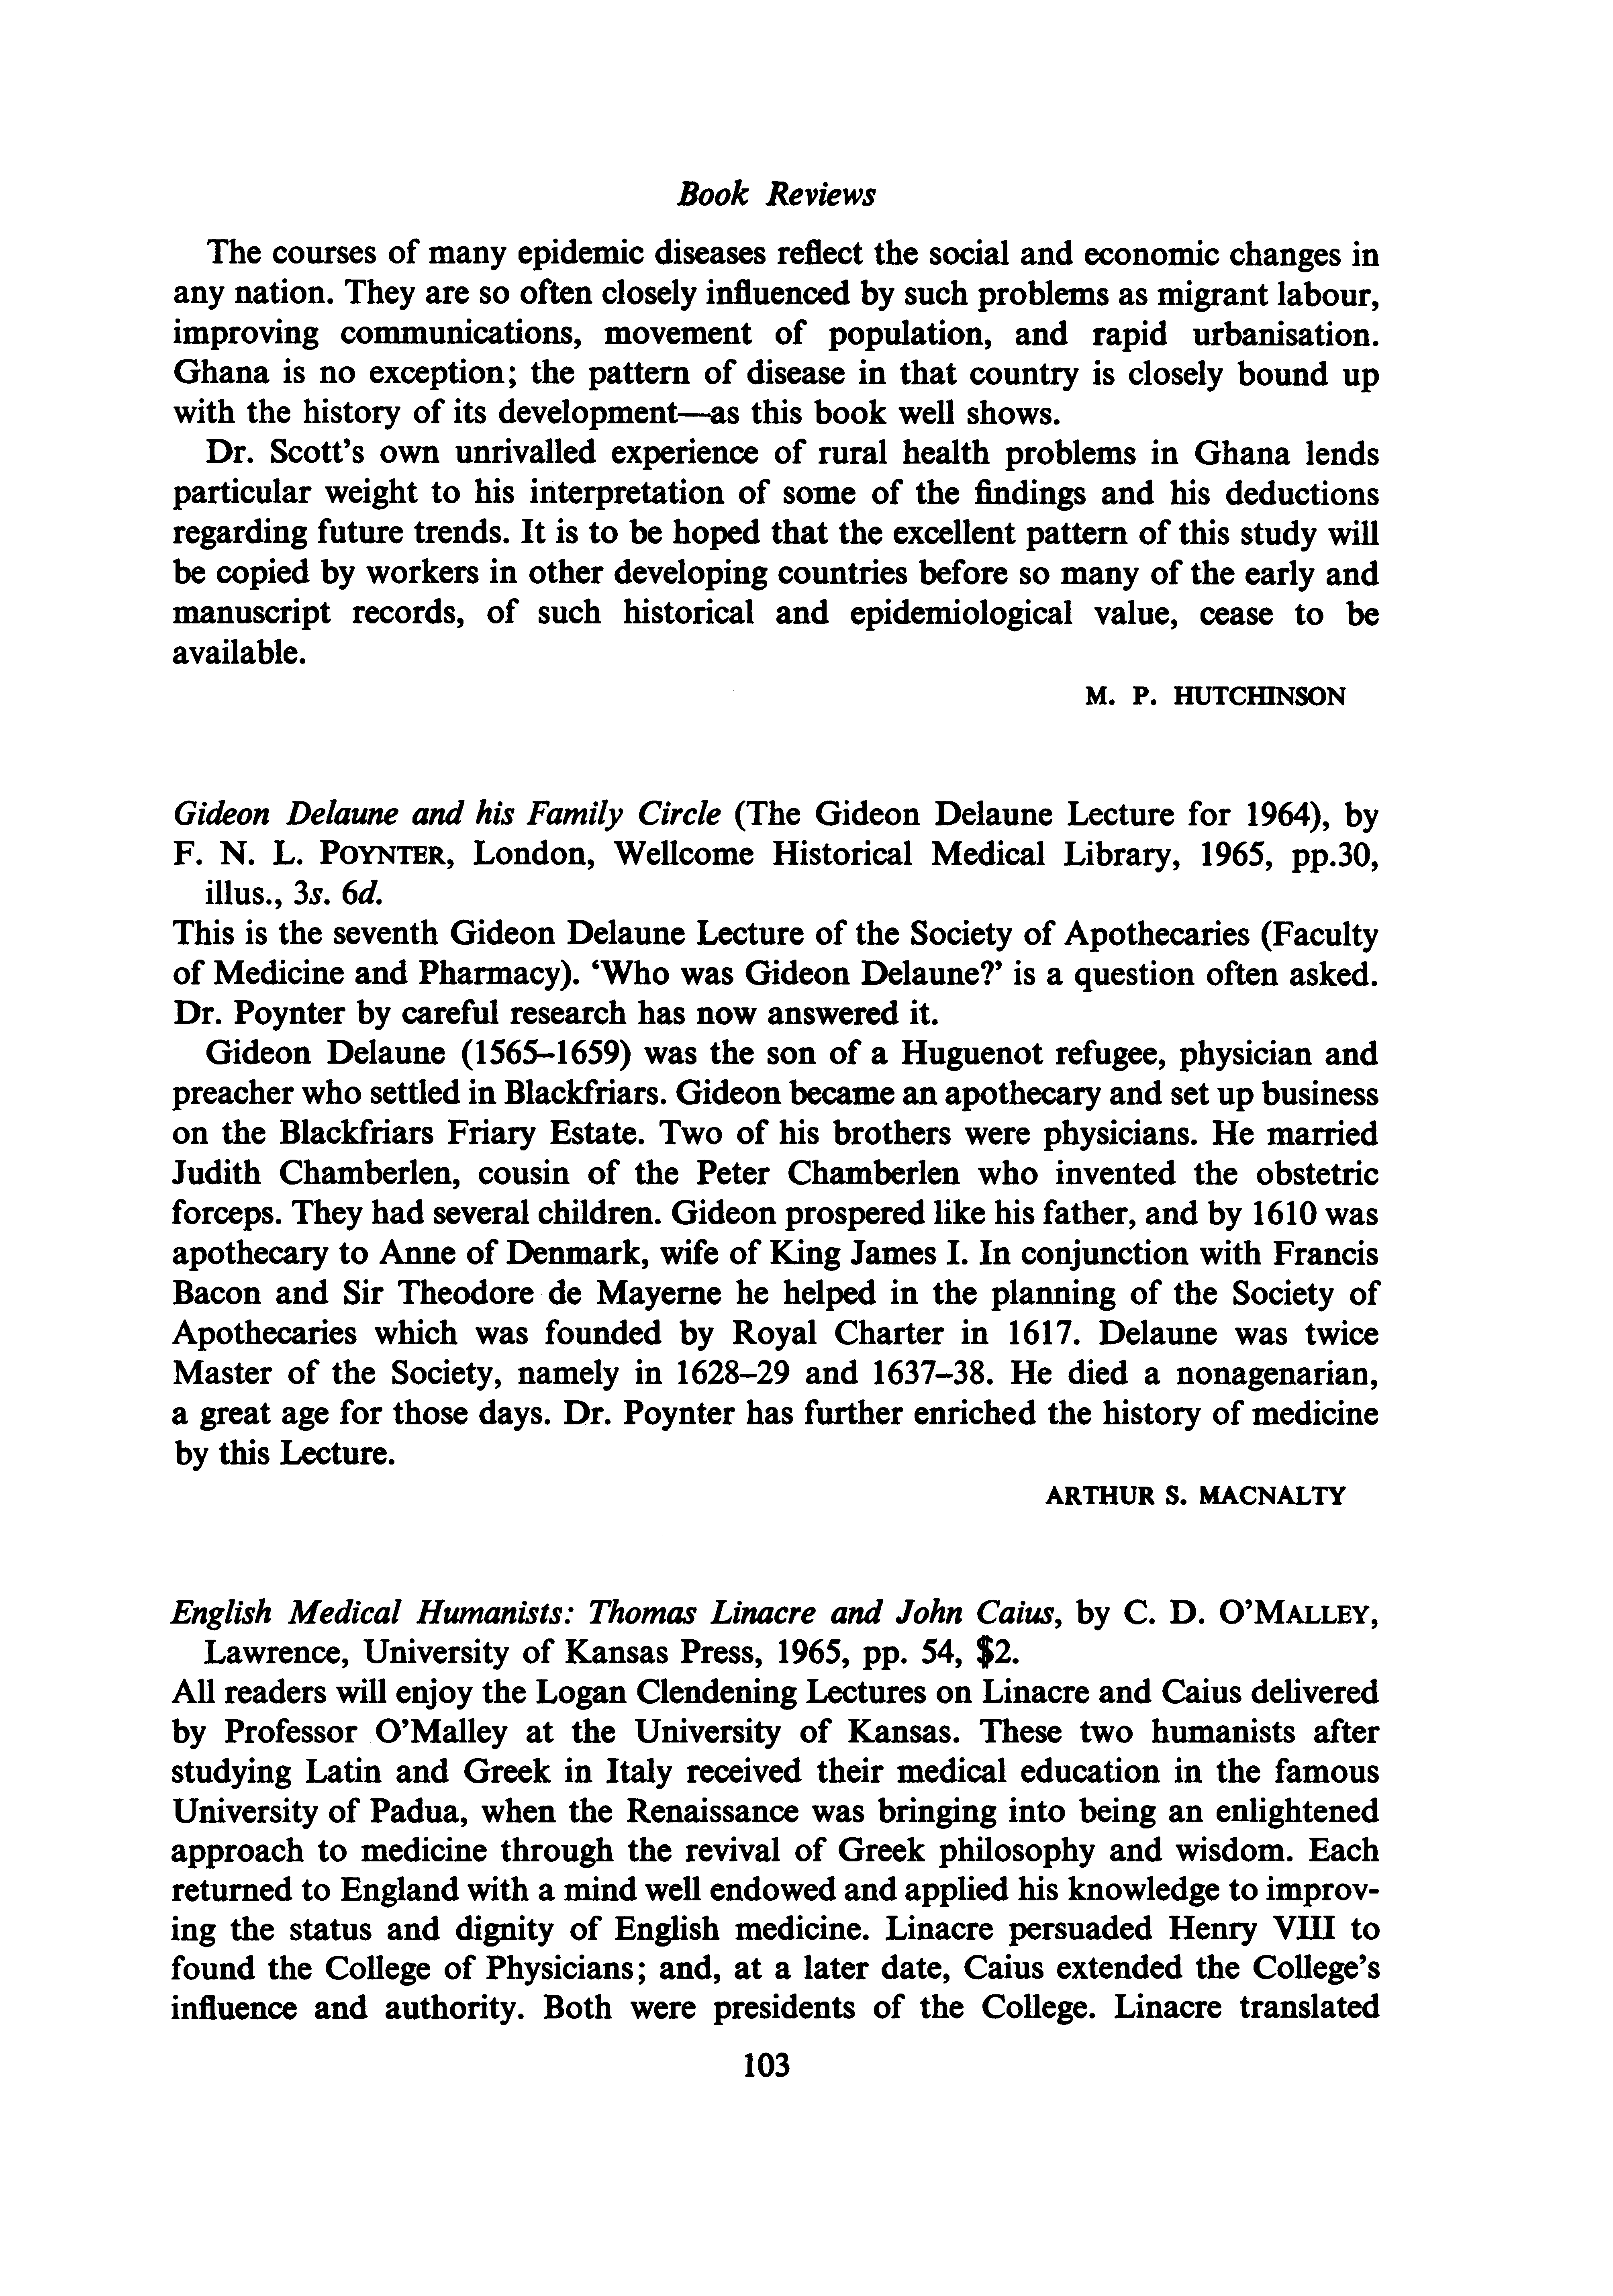 Book Reviews
The courses of many epidemic diseases reflect the social and economic changes in
any nation. They are so often closely influenced by such problems as migrant labour,
improving communications, movement of population, and rapid urbanisation.
Ghana is no exception; the pattern of disease in that country is closely bound up
with the history of its development—as this book well shows.
Dr. Scott's own unrivalled experience of rural health problems in Ghana lends
particular weight to his interpretation of some of the findings and his deductions
regarding future trends. It is to be hoped that the excellent pattern of this study will
be copied by workers in other developing countries before so many of the early and
manuscript records, of such historical and epidemiological value, cease to be
available.
M. P. HUTCHINSON
Gideon Delaune and his Family Circle (The Gideon Delaune Lecture for 1964), by
F. N. L. POYNTER, London, Wellcome Historical Medical Library, 1965, pp.30,
illus., 3s. 6d.
This is the seventh Gideon Delaune Lecture of the Society of Apothecaries (Faculty
of Medicine and Pharmacy). ‘Who was Gideon Delaune?’ is a question often asked.
Dr. Poynter by careful research has now answered it.
Gideon Delaune (1565–1659) was the son of a Huguenot refugee, physician and
preacher who settled in Blackfriars. Gideon became an apothecary and set up business
on the Blackfriars Friary Estate. Two of his brothers were physicians. He married
Judith Chamberlen, cousin of the Peter Chamberlen who invented the obstetric
forceps. They had several children. Gideon prospered like his father, and by 1610 was
apothecary to Anne of Denmark, wife of King James I. In conjunction with Francis
Bacon and Sir Theodore de Mayerne he helped in the planning of the Society of
Apothecaries which was founded by Royal Charter in 1617. Delaune was twice
Master of the Society, namely in 1628–29 and 1637–38. He died a nonagenarian,
a great age for those days. Dr. Poynter has further enriched the history of medicine
by this Lecture.
ARTHUR S. MACNALTY
English Medical Humanists: Thomas Linacre and John Caius, by C. D. O'MALLEY,
Lawrence, University of Kansas Press, 1965, pp. 54, $2.
All readers will enjoy the Logan Clendening Lectures on Linacre and Caius delivered
by Professor O'Malley at the University of Kansas. These two humanists after
studying Latin and Greek in Italy received their medical education in the famous
University of Padua, when the Renaissance was bringing into being an enlightened
approach to medicine through the revival of Greek philosophy and wisdom. Each
returned to England with a mind well endowed and applied his knowledge to improv-
ing the status and dignity of English medicine. Linacre persuaded Henry VIII to
found the College of Physicians; and, at a later date, Caius extended the College's
influence and authority. Both were presidents of the College. Linacre translated
103